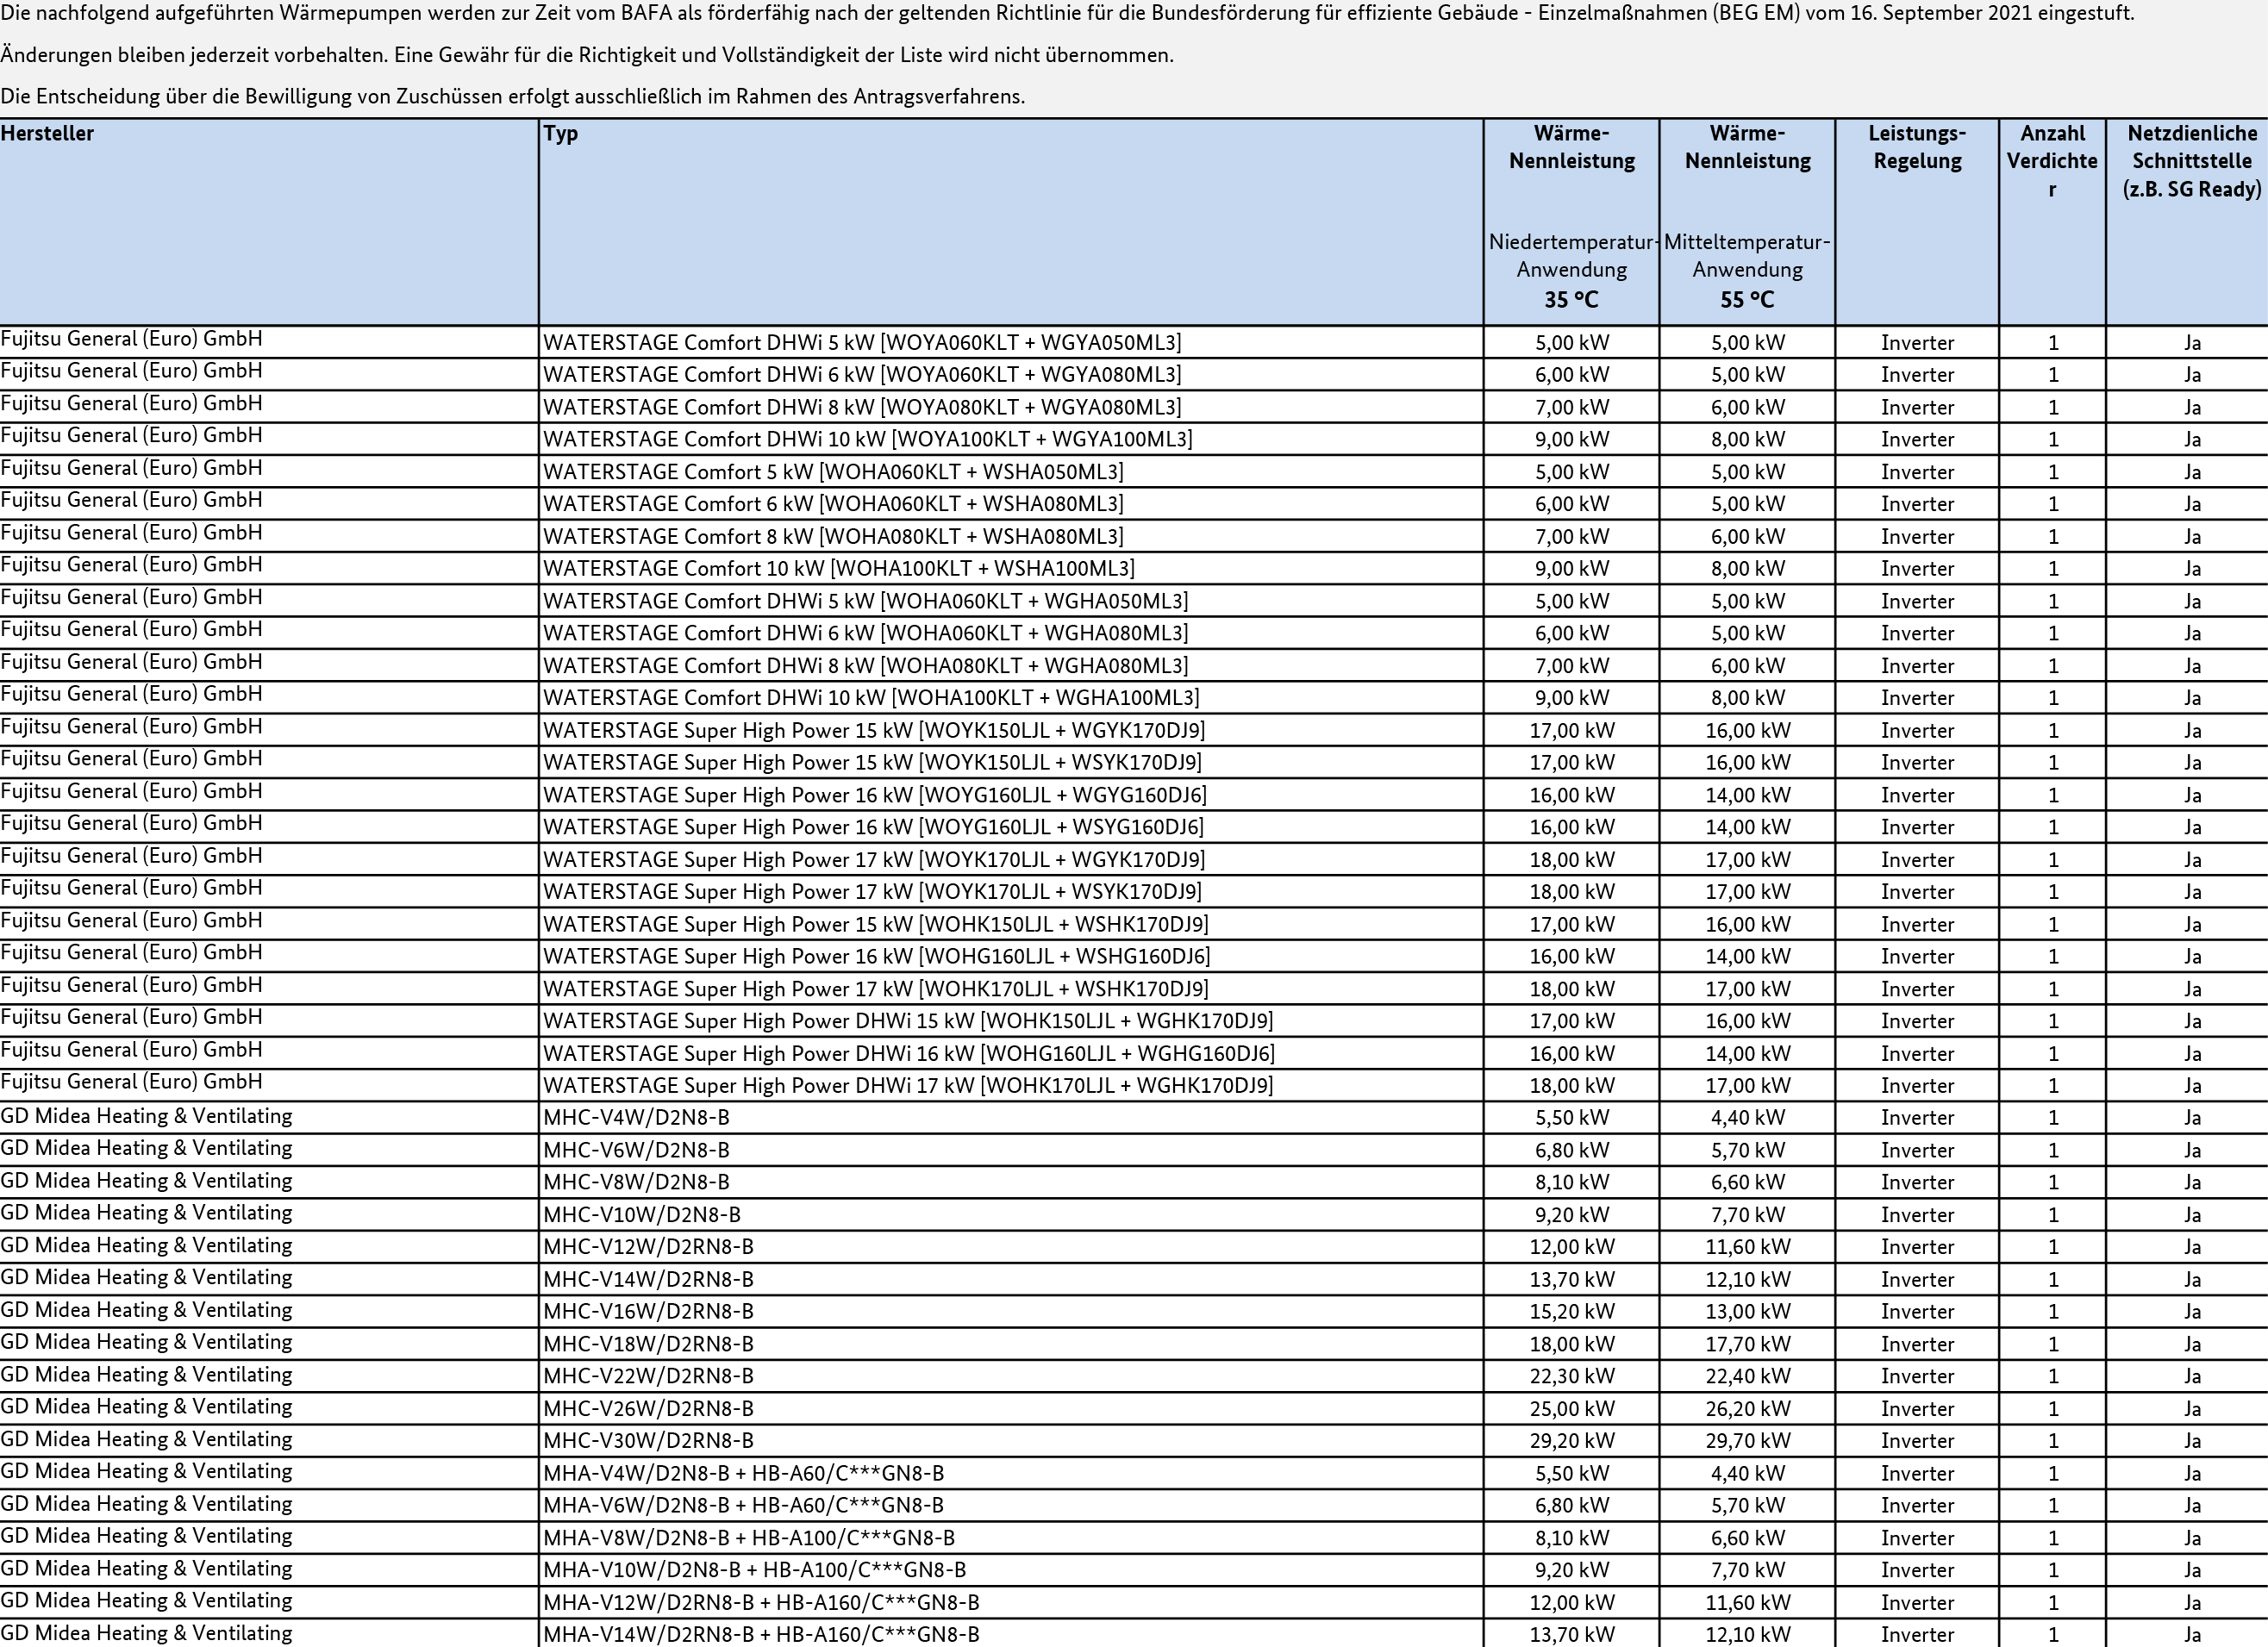 Die nachfolgend aufgeführten Wärmepumpen werden zur Zeit vom BAFA als förderfähig nach der geltenden Richtlinie für die Bundesförderung für effiziente Gebäude - Einzelmaßnahmen (BEG EM) vom 16. September 2021 eingestuft.
Änderungen bleiben jederzeit vorbehalten. Eine Gewähr für die Richtigkeit und Vollständigkeit der Liste wird nicht übernommen.
Die Entscheidung über die Bewilligung von Zuschüssen erfolgt ausschließlich im Rahmen des Antragsverfahrens.
Hersteller Typ Wärme- Wärme- Leistungs- Anzahl Netzdienliche
Nennleistung Nennleistung Regelung Verdichte Schnittstelle
r (z.B. SG Ready)
Niedertemperatur- Mitteltemperatur-
Anwendung Anwendung
35 °C 55 °C
Fujitsu General (Euro) GmbH WATERSTAGE Comfort DHWi 5 kW [WOYA060KLT + WGYA050ML3] 5,00 kW 5,00 kW Inverter 1 Ja
Fujitsu General (Euro) GmbH WATERSTAGE Comfort DHWi 6 kW [WOYA060KLT + WGYA080ML3] 6,00 kW 5,00 kW Inverter 1 Ja
Fujitsu General (Euro) GmbH WATERSTAGE Comfort DHWi 8 kW [WOYA080KLT + WGYA080ML3] 7,00 kW 6,00 kW Inverter 1 Ja
Fujitsu General (Euro) GmbH WATERSTAGE Comfort DHWi 10 kW [WOYA100KLT + WGYA100ML3] 9,00 kW 8,00 kW Inverter 1 Ja
Fujitsu General (Euro) GmbH WATERSTAGE Comfort 5 kW [WOHA060KLT + WSHA050ML3] 5,00 kW 5,00 kW Inverter 1 Ja
Fujitsu General (Euro) GmbH WATERSTAGE Comfort 6 kW [WOHA060KLT + WSHA080ML3] 6,00 kW 5,00 kW Inverter 1 Ja
Fujitsu General (Euro) GmbH WATERSTAGE Comfort 8 kW [WOHA080KLT + WSHA080ML3] 7,00 kW 6,00 kW Inverter 1 Ja
Fujitsu General (Euro) GmbH WATERSTAGE Comfort 10 kW [WOHA100KLT + WSHA100ML3] 9,00 kW 8,00 kW Inverter 1 Ja
Fujitsu General (Euro) GmbH WATERSTAGE Comfort DHWi 5 kW [WOHA060KLT + WGHA050ML3] 5,00 kW 5,00 kW Inverter 1 Ja
Fujitsu General (Euro) GmbH WATERSTAGE Comfort DHWi 6 kW [WOHA060KLT + WGHA080ML3] 6,00 kW 5,00 kW Inverter 1 Ja
Fujitsu General (Euro) GmbH WATERSTAGE Comfort DHWi 8 kW [WOHA080KLT + WGHA080ML3] 7,00 kW 6,00 kW Inverter 1 Ja
Fujitsu General (Euro) GmbH WATERSTAGE Comfort DHWi 10 kW [WOHA100KLT + WGHA100ML3] 9,00 kW 8,00 kW Inverter 1 Ja
Fujitsu General (Euro) GmbH WATERSTAGE Super High Power 15 kW [WOYK150LJL + WGYK170DJ9] 17,00 kW 16,00 kW Inverter 1 Ja
Fujitsu General (Euro) GmbH WATERSTAGE Super High Power 15 kW [WOYK150LJL + WSYK170DJ9] 17,00 kW 16,00 kW Inverter 1 Ja
Fujitsu General (Euro) GmbH WATERSTAGE Super High Power 16 kW [WOYG160LJL + WGYG160DJ6] 16,00 kW 14,00 kW Inverter 1 Ja
Fujitsu General (Euro) GmbH WATERSTAGE Super High Power 16 kW [WOYG160LJL + WSYG160DJ6] 16,00 kW 14,00 kW Inverter 1 Ja
Fujitsu General (Euro) GmbH WATERSTAGE Super High Power 17 kW [WOYK170LJL + WGYK170DJ9] 18,00 kW 17,00 kW Inverter 1 Ja
Fujitsu General (Euro) GmbH WATERSTAGE Super High Power 17 kW [WOYK170LJL + WSYK170DJ9] 18,00 kW 17,00 kW Inverter 1 Ja
Fujitsu General (Euro) GmbH WATERSTAGE Super High Power 15 kW [WOHK150LJL + WSHK170DJ9] 17,00 kW 16,00 kW Inverter 1 Ja
Fujitsu General (Euro) GmbH WATERSTAGE Super High Power 16 kW [WOHG160LJL + WSHG160DJ6] 16,00 kW 14,00 kW Inverter 1 Ja
Fujitsu General (Euro) GmbH WATERSTAGE Super High Power 17 kW [WOHK170LJL + WSHK170DJ9] 18,00 kW 17,00 kW Inverter 1 Ja
Fujitsu General (Euro) GmbH WATERSTAGE Super High Power DHWi 15 kW [WOHK150LJL + WGHK170DJ9] 17,00 kW 16,00 kW Inverter 1 Ja
Fujitsu General (Euro) GmbH WATERSTAGE Super High Power DHWi 16 kW [WOHG160LJL + WGHG160DJ6] 16,00 kW 14,00 kW Inverter 1 Ja
Fujitsu General (Euro) GmbH WATERSTAGE Super High Power DHWi 17 kW [WOHK170LJL + WGHK170DJ9] 18,00 kW 17,00 kW Inverter 1 Ja
GD Midea Heating & Ventilating MHC-V4W/D2N8-B 5,50 kW 4,40 kW Inverter 1 Ja
GD Midea Heating & Ventilating MHC-V6W/D2N8-B 6,80 kW 5,70 kW Inverter 1 Ja
GD Midea Heating & Ventilating MHC-V8W/D2N8-B 8,10 kW 6,60 kW Inverter 1 Ja
GD Midea Heating & Ventilating MHC-V10W/D2N8-B 9,20 kW 7,70 kW Inverter 1 Ja
GD Midea Heating & Ventilating MHC-V12W/D2RN8-B 12,00 kW 11,60 kW Inverter 1 Ja
GD Midea Heating & Ventilating MHC-V14W/D2RN8-B 13,70 kW 12,10 kW Inverter 1 Ja
GD Midea Heating & Ventilating MHC-V16W/D2RN8-B 15,20 kW 13,00 kW Inverter 1 Ja
GD Midea Heating & Ventilating MHC-V18W/D2RN8-B 18,00 kW 17,70 kW Inverter 1 Ja
GD Midea Heating & Ventilating MHC-V22W/D2RN8-B 22,30 kW 22,40 kW Inverter 1 Ja
GD Midea Heating & Ventilating MHC-V26W/D2RN8-B 25,00 kW 26,20 kW Inverter 1 Ja
GD Midea Heating & Ventilating MHC-V30W/D2RN8-B 29,20 kW 29,70 kW Inverter 1 Ja
GD Midea Heating & Ventilating MHA-V4W/D2N8-B + HB-A60/C***GN8-B 5,50 kW 4,40 kW Inverter 1 Ja
GD Midea Heating & Ventilating MHA-V6W/D2N8-B + HB-A60/C***GN8-B 6,80 kW 5,70 kW Inverter 1 Ja
GD Midea Heating & Ventilating MHA-V8W/D2N8-B + HB-A100/C***GN8-B 8,10 kW 6,60 kW Inverter 1 Ja
GD Midea Heating & Ventilating MHA-V10W/D2N8-B + HB-A100/C***GN8-B 9,20 kW 7,70 kW Inverter 1 Ja
GD Midea Heating & Ventilating MHA-V12W/D2RN8-B + HB-A160/C***GN8-B 12,00 kW 11,60 kW Inverter 1 Ja
GD Midea Heating & Ventilating MHA-V14W/D2RN8-B + HB-A160/C***GN8-B 13,70 kW 12,10 kW Inverter 1 Ja